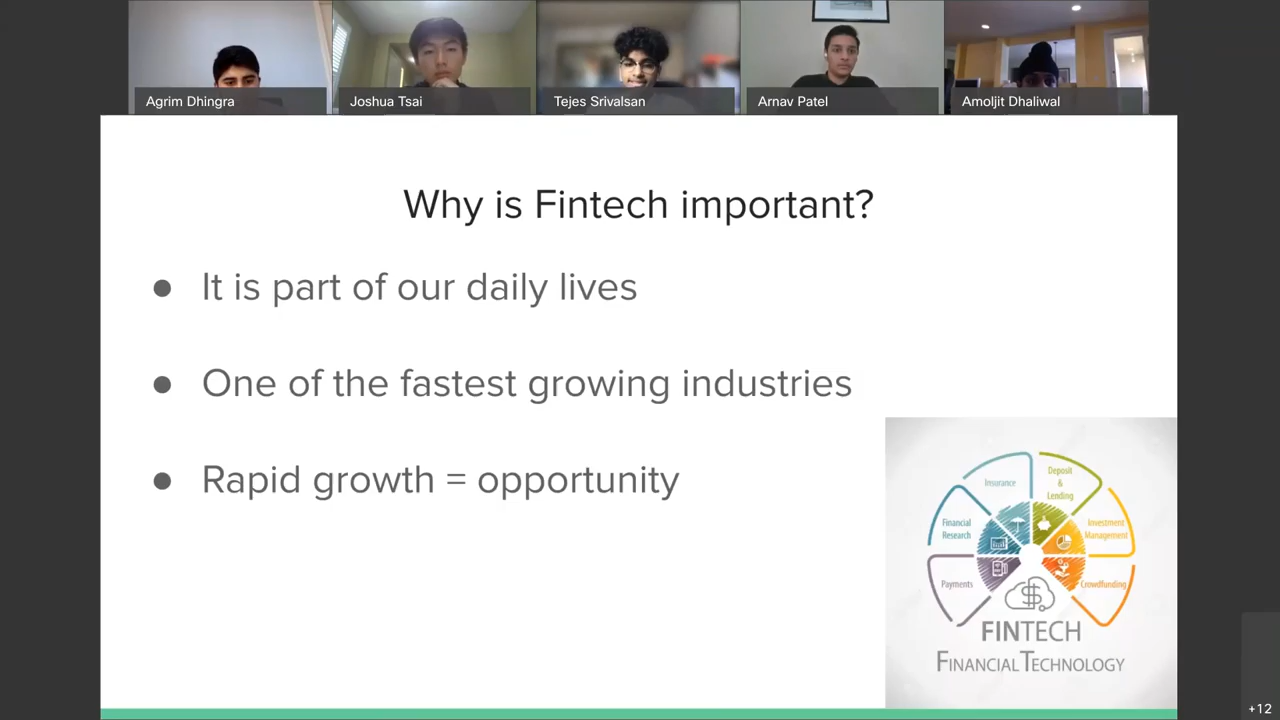 Agrim Dhingra
Joshua Tsai
Tejes Srivalsan
Arnav Patel
Amoljit Dhaliwal
Why is Fintech important?
● It is part of our daily lives
● One of the fastest growing industries
● Rapid growth = opportunity
Insurance
Deposit
&
Lending
Financial
Research
Investment
Management
Payments
Crowdfunding
$
FINTECH
FINANCIAL TECHNOLOGY
+12